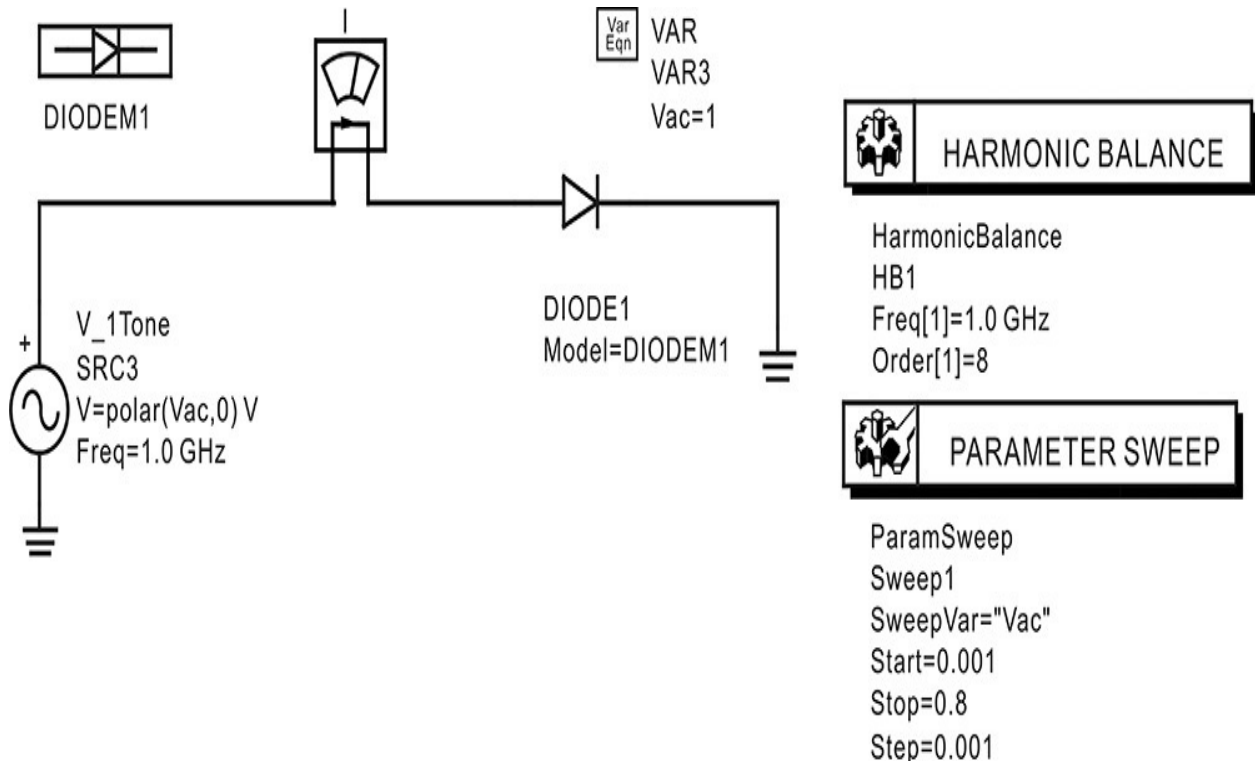 DIODEM1
I
Var
Eqn
VAR
VAR3
Vac=1
V_1Tone
SRC3
V=polar(Vac,0) V
Freq=1.0 GHz
+
DIODE1
Model=DIODEM1
HARMONIC BALANCE
HarmonicBalance
HB1
Freq[1]=1.0 GHz
Order[1]=8
PARAMETER SWEEP
ParamSweep
Sweep1
SweepVar="Vac"
Start=0.001
Stop=0.8
Step=0.001